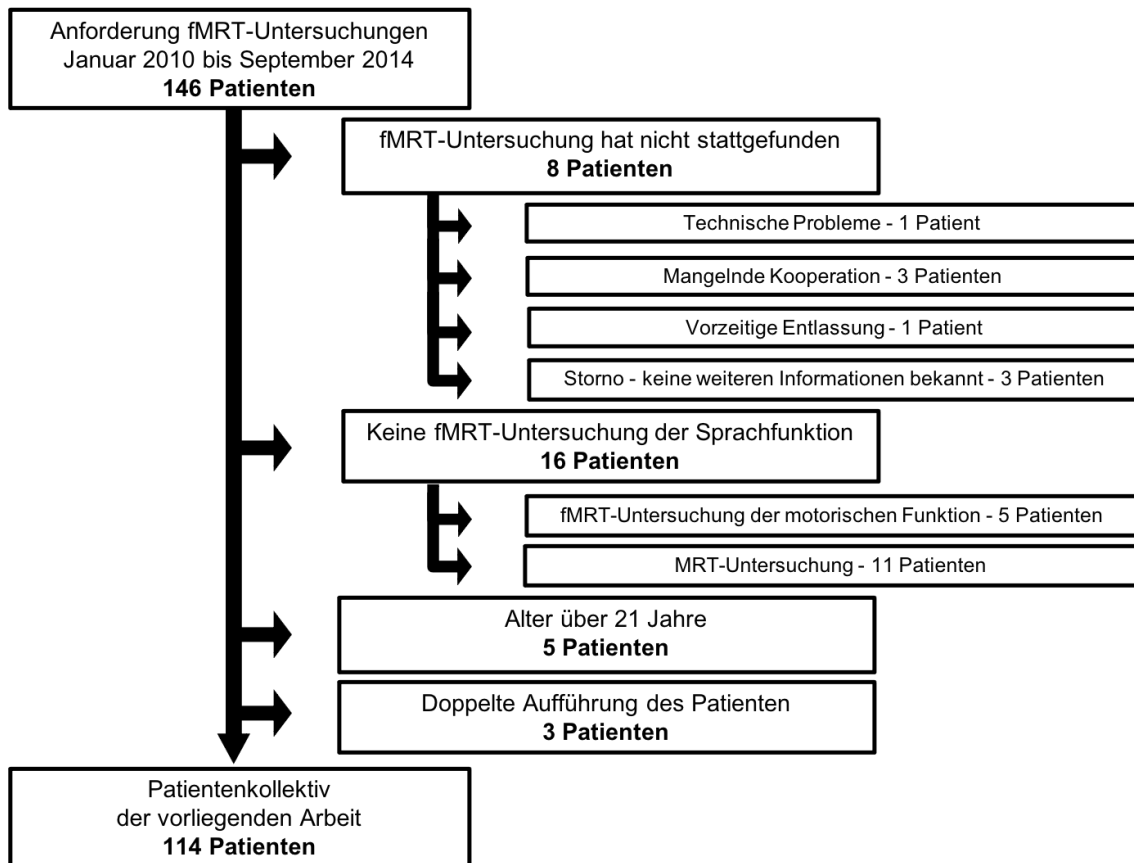 Anforderung fMRT-Untersuchungen
Januar 2010 bis September 2014
146 Patienten
fMRT-Untersuchung hat nicht stattgefunden
8 Patienten
Technische Probleme - 1 Patient
Mangelnde Kooperation - 3 Patienten
Vorzeitige Entlassung - 1 Patient
Storno - keine weiteren Informationen bekannt - 3 Patienten
Keine fMRT-Untersuchung der Sprachfunktion
16 Patienten
fMRT-Untersuchung der motorischen Funktion - 5 Patienten
MRT-Untersuchung - 11 Patienten
Alter über 21 Jahre
5 Patienten
Doppelte Aufführung des Patienten
3 Patienten
Patientenkollektiv
der vorliegenden Arbeit
114 Patienten